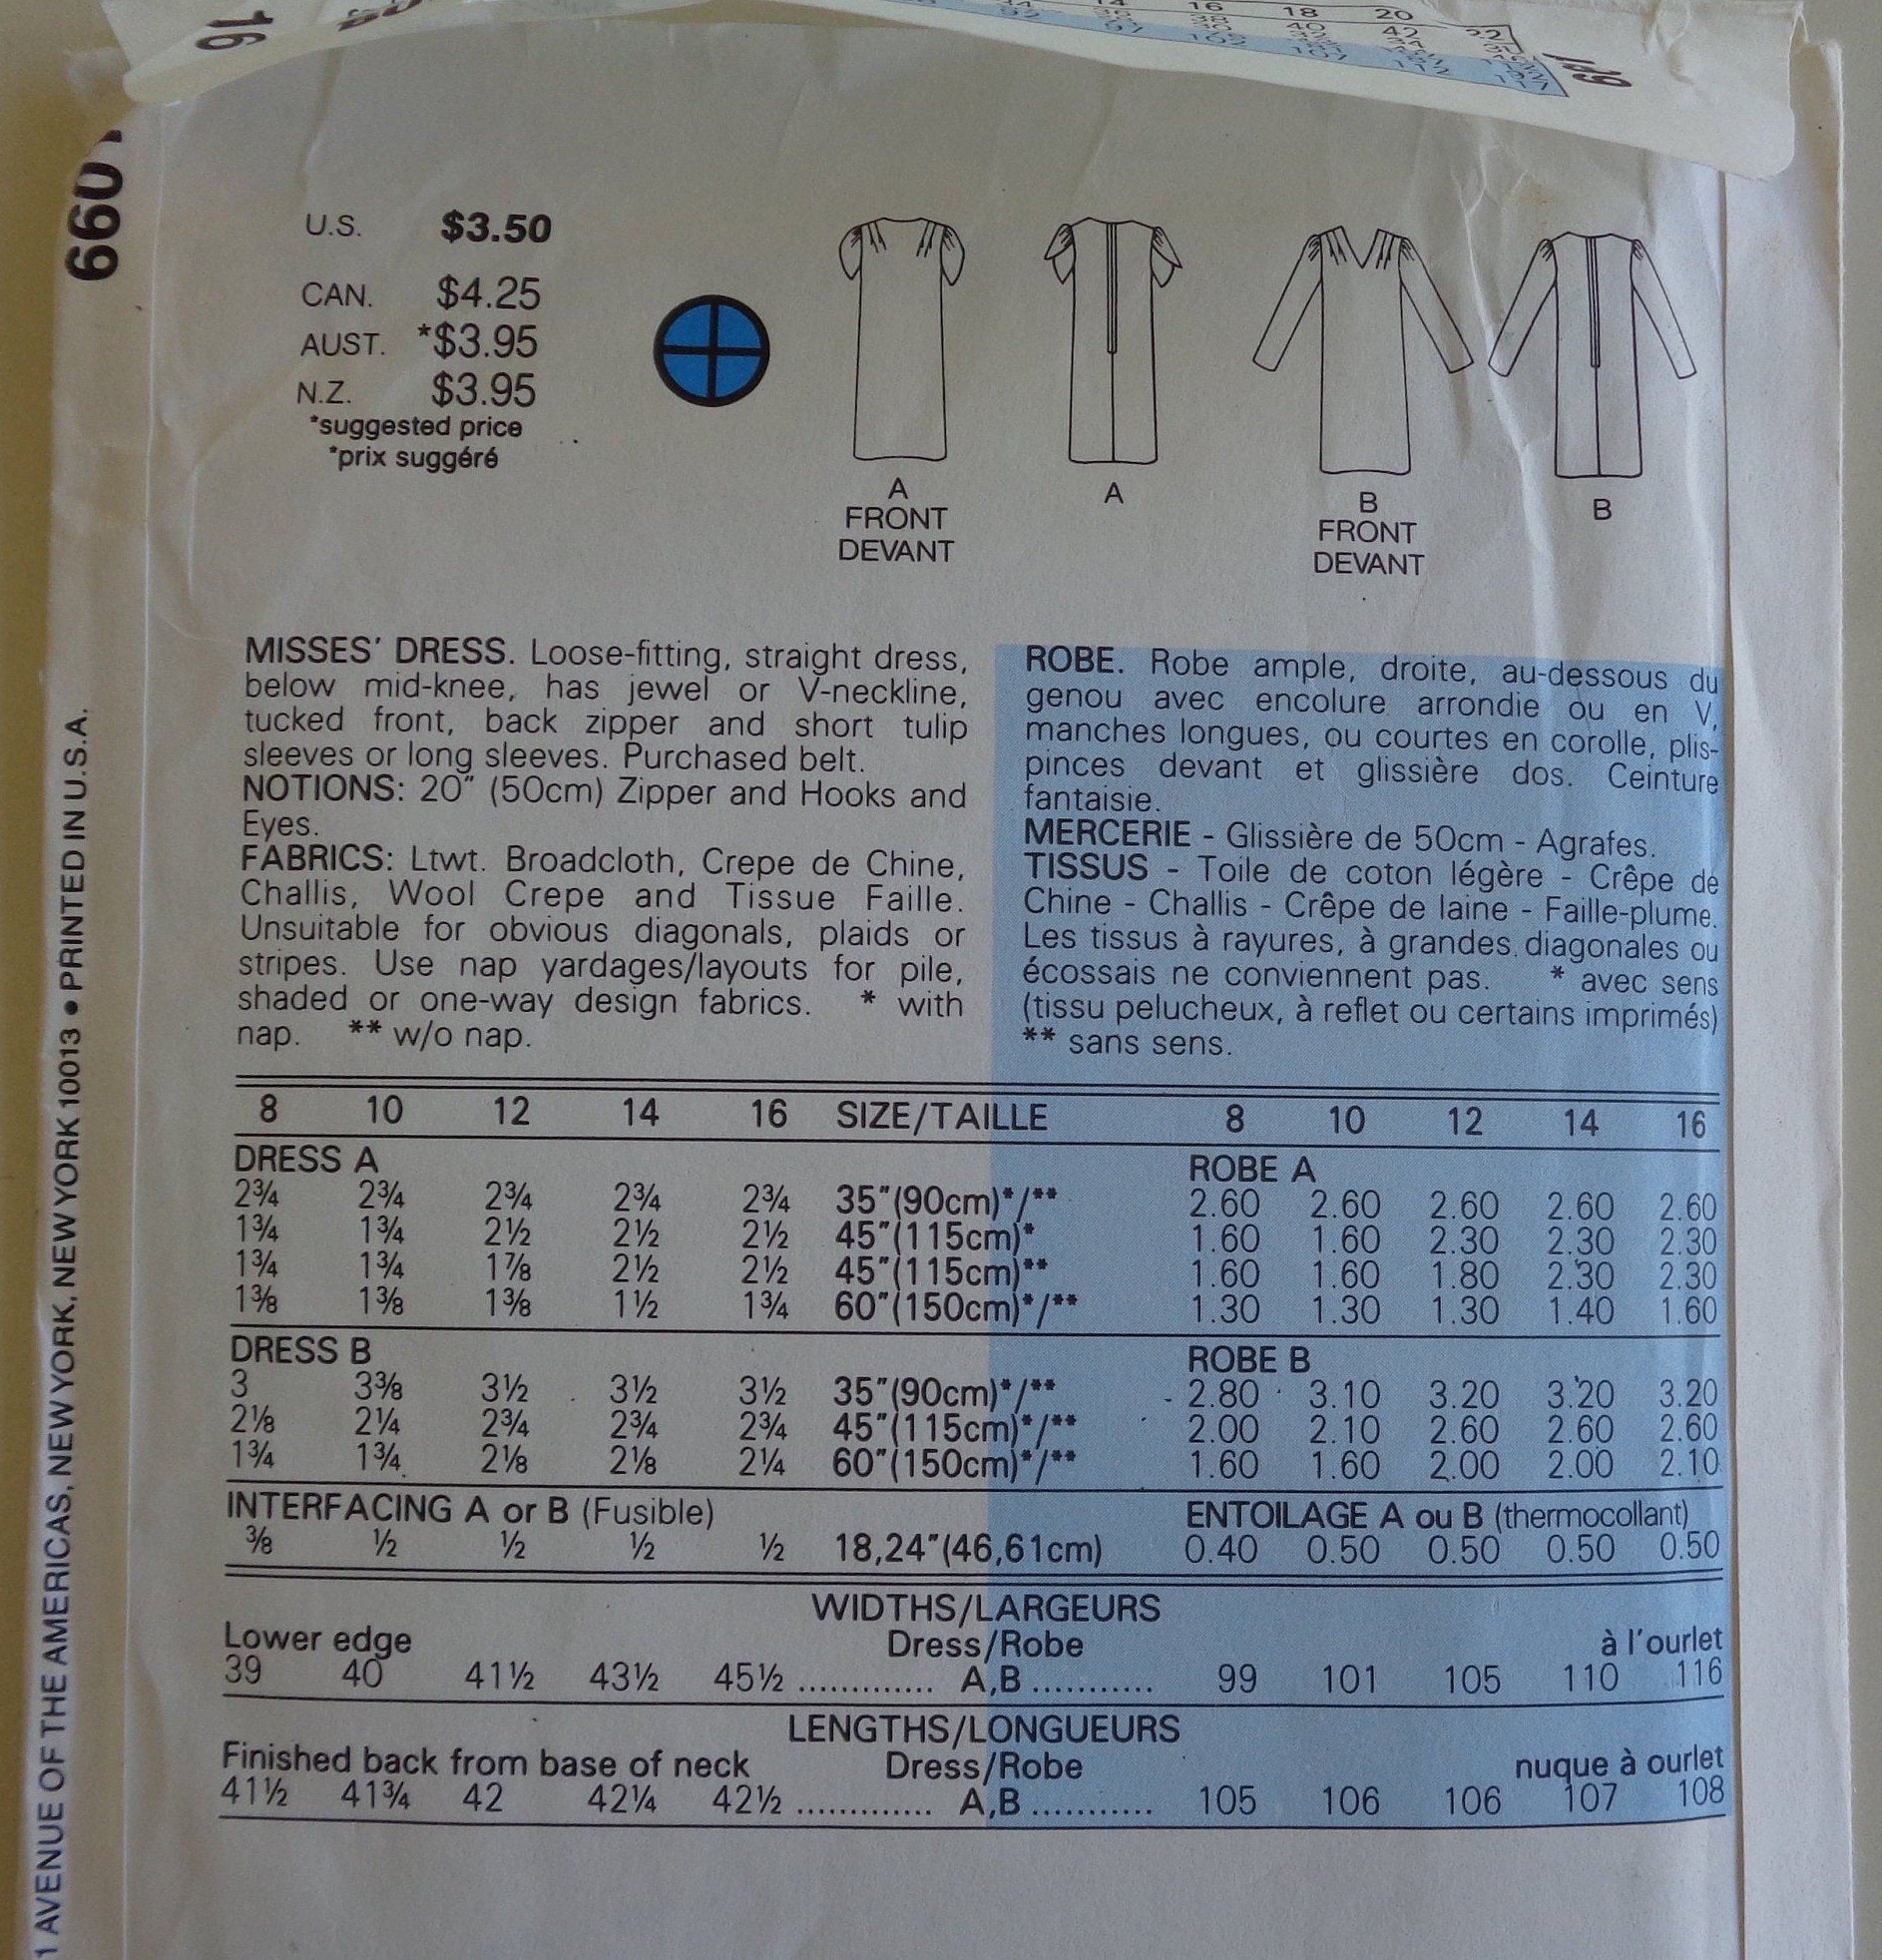 16
14 16 18 20 22
6601
U.S. $3.50
CAN. $4.25
AUST. *$3.95
N.Z. $3.95
*suggested price
*prix suggéré
A
FRONT
DEVANT
A
B
FRONT
DEVANT
B
MISSES' DRESS. Loose-fitting, straight dress,
below mid-knee, has jewel or V-neckline,
tucked front, back zipper and short tulip
sleeves or long sleeves. Purchased belt.
NOTIONS: 20" (50cm) Zipper and Hooks and
Eyes.
FABRICS: Ltwt. Broadcloth, Crepe de Chine,
Challis, Wool Crepe and Tissue Faille.
Unsuitable for obvious diagonals, plaids or
stripes. Use nap yardages/layouts for pile,
shaded or one-way design fabrics. * with
nap. ** w/o nap.
ROBE. Robe ample, droite, au-dessous du
genou avec encolure arrondie ou en V,
manches longues, ou courtes en corolle, plis-
pinces devant et glissière dos. Ceinture
fantaisie.
MERCERIE - Glissière de 50cm - Agrafes.
TISSUS - Toile de coton légère - Crêpe de
Chine - Challis - Crêpe de laine - Faille-plume.
Les tissus à rayures, à grandes diagonales ou
écossais ne conviennent pas. * avec sens
(tissu pelucheux, à reflet ou certains imprimés)
** sans sens.
8 10 12 14 16 SIZE/TAILLE 8 10 12 14 16
DRESS A ROBE A
2¾ 2¾ 2¾ 2¾ 2¾ 35"(90cm)*/** 2.60 2.60 2.60 2.60 2.60
1¾ 1¾ 2½ 2½ 2½ 45"(115cm)* 1.60 1.60 2.30 2.30 2.30
1¾ 1¾ 1⅞ 2½ 2½ 45"(115cm)** 1.60 1.60 1.80 2.30 2.30
1⅜ 1⅜ 1⅜ 1½ 1¾ 60"(150cm)*/** 1.30 1.30 1.30 1.40 1.60
DRESS B ROBE B
3 3⅜ 3½ 3½ 3½ 35"(90cm)*/** 2.80 3.10 3.20 3.20 3.20
2⅛ 2¼ 2¾ 2¾ 2¾ 45"(115cm)*/** 2.00 2.10 2.60 2.60 2.60
1¾ 1¾ 2⅛ 2⅛ 2¼ 60"(150cm)*/** 1.60 1.60 2.00 2.00 2.10
INTERFACING A or B (Fusible) ENTOILAGE A ou B (thermocollant)
⅜ ½ ½ ½ ½ 18,24"(46,61cm) 0.40 0.50 0.50 0.50 0.50
WIDTHS/LARGEURS
Lower edge Dress/Robe à l'ourlet
39 40 41½ 43½ 45½ ............. A,B ........... 99 101 105 110 116
LENGTHS/LONGUEURS
Finished back from base of neck Dress/Robe nuque à ourlet
41½ 41¾ 42 42¼ 42½ ............. A,B ........... 105 106 106 107 108
1 AVENUE OF THE AMERICAS, NEW YORK, NEW YORK 10013 • PRINTED IN U.S.A.